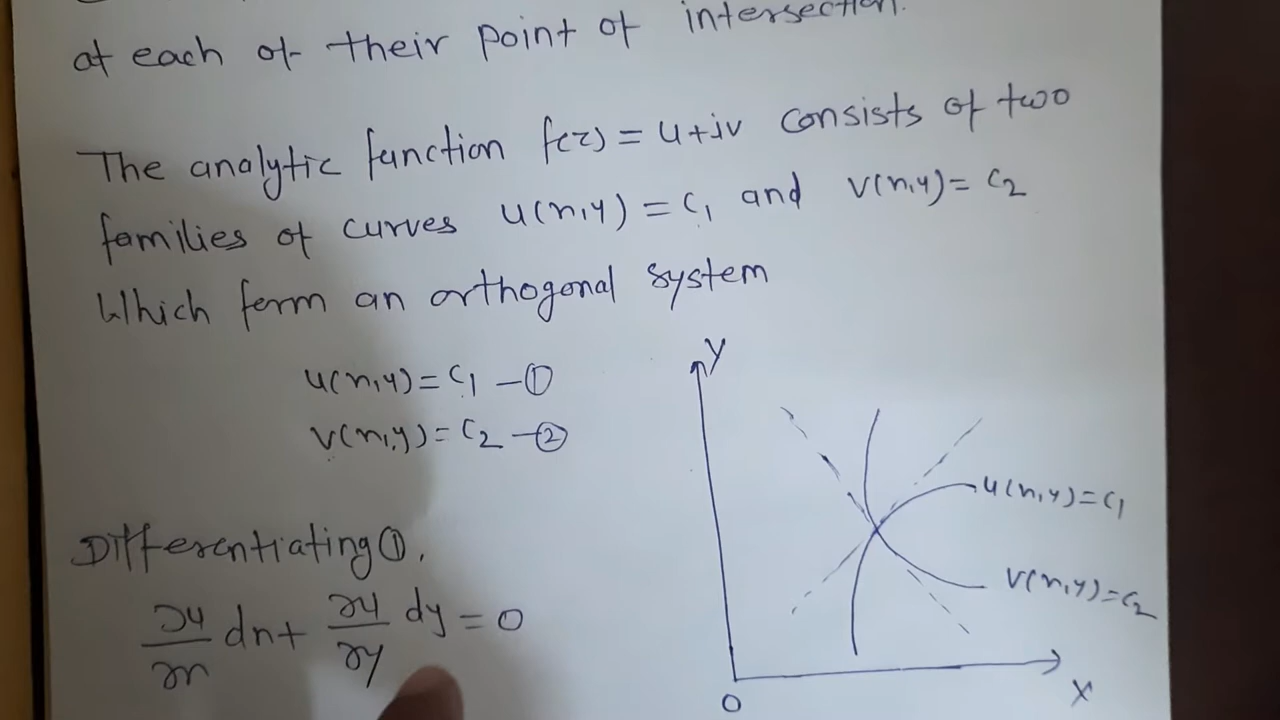 at each of their point of intersection.
The analytic function f(z) = u+iv consists of two
families of curves u(x,y) = c₁ and v(x,y) = c₂
Which form an orthogonal system
u(x,y) = c₁ – ①
v(x,y) = c₂ – ②
Differentiating ①,
∂u/∂x dx + ∂u/∂y dy = 0
Y
u(x,y) = c₁
v(x,y) = c₂
O
X